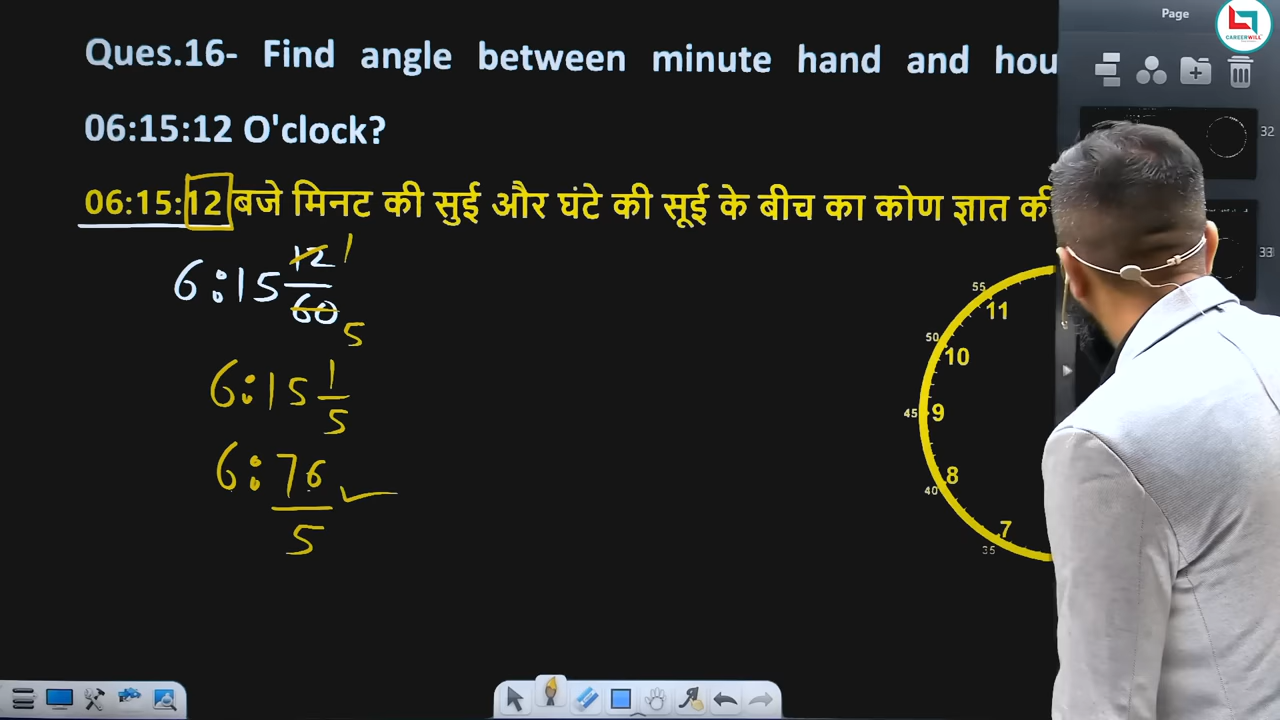 Page
CAREERWILL
Ques.16- Find angle between minute hand and hou
06:15:12 O'clock?
06:15:12 बजे मिनट की सुई और घंटे की सूई के बीच का कोण ज्ञात की
6:15 12/60 1 5
6:15 1/5
6:76/5
32
33
55
11
50
10
45
9
40
8
35
7